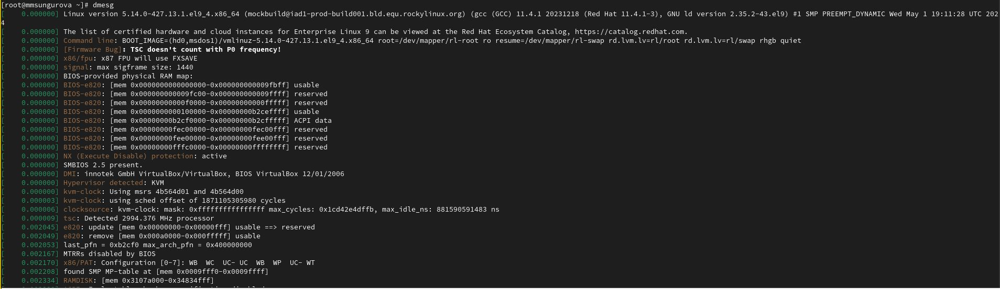 [root@mmsungurova ~]# dmesg
[    0.000000] Linux version 5.14.0-427.13.1.el9_4.x86_64 (mockbuild@iad1-prod-build001.bld.equ.rockylinux.org) (gcc (GCC) 11.4.1 20231218 (Red Hat 11.4.1-3), GNU ld version 2.35.2-43.el9) #1 SMP PREEMPT_DYNAMIC Wed May 1 19:11:28 UTC 202
4
[    0.000000] The list of certified hardware and cloud instances for Enterprise Linux 9 can be viewed at the Red Hat Ecosystem Catalog, https://catalog.redhat.com.
[    0.000000] Command line: BOOT_IMAGE=(hd0,msdos1)/vmlinuz-5.14.0-427.13.1.el9_4.x86_64 root=/dev/mapper/rl-root ro resume=/dev/mapper/rl-swap rd.lvm.lv=rl/root rd.lvm.lv=rl/swap rhgb quiet
[    0.000000] [Firmware Bug]: TSC doesn't count with P0 frequency!
[    0.000000] x86/fpu: x87 FPU will use FXSAVE
[    0.000000] signal: max sigframe size: 1440
[    0.000000] BIOS-provided physical RAM map:
[    0.000000] BIOS-e820: [mem 0x0000000000000000-0x000000000009fbff] usable
[    0.000000] BIOS-e820: [mem 0x000000000009fc00-0x000000000009ffff] reserved
[    0.000000] BIOS-e820: [mem 0x00000000000f0000-0x00000000000fffff] reserved
[    0.000000] BIOS-e820: [mem 0x0000000000100000-0x00000000b2ceffff] usable
[    0.000000] BIOS-e820: [mem 0x00000000b2cf0000-0x00000000b2cfffff] ACPI data
[    0.000000] BIOS-e820: [mem 0x00000000fec00000-0x00000000fec00fff] reserved
[    0.000000] BIOS-e820: [mem 0x00000000fee00000-0x00000000fee00fff] reserved
[    0.000000] BIOS-e820: [mem 0x00000000fffc0000-0x00000000ffffffff] reserved
[    0.000000] NX (Execute Disable) protection: active
[    0.000000] SMBIOS 2.5 present.
[    0.000000] DMI: innotek GmbH VirtualBox/VirtualBox, BIOS VirtualBox 12/01/2006
[    0.000000] Hypervisor detected: KVM
[    0.000000] kvm-clock: Using msrs 4b564d01 and 4b564d00
[    0.000003] kvm-clock: using sched offset of 1871105305980 cycles
[    0.000006] clocksource: kvm-clock: mask: 0xffffffffffffffff max_cycles: 0x1cd42e4dffb, max_idle_ns: 881590591483 ns
[    0.000009] tsc: Detected 2994.376 MHz processor
[    0.002045] e820: update [mem 0x00000000-0x00000fff] usable ==> reserved
[    0.002049] e820: remove [mem 0x000a0000-0x000fffff] usable
[    0.002053] last_pfn = 0xb2cf0 max_arch_pfn = 0x400000000
[    0.002167] MTRRs disabled by BIOS
[    0.002170] x86/PAT: Configuration [0-7]: WB  WC  UC- UC  WB  WP  UC- WT
[    0.002208] found SMP MP-table at [mem 0x0009fff0-0x0009ffff]
[    0.002334] RAMDISK: [mem 0x3107a000-0x34834fff]